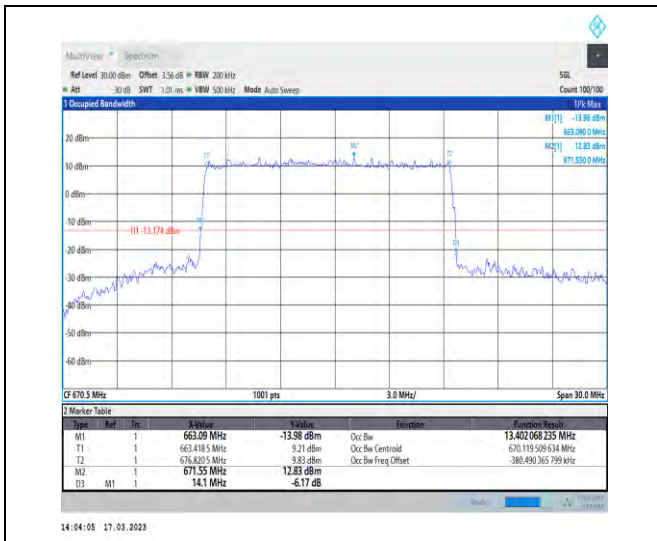 MultiView Spectrum
Ref Level 30.00 dBm Offset 3.56 dB RBW 200 kHz SGL
Att 30 dB SWT 1.01 ms VBW 500 kHz Mode Auto Sweep Count 100/100
1 Occupied Bandwidth 1Pk Max
M1[1] -13.98 dBm
663.090 0 MHz
M2[1] 12.83 dBm
671.550 0 MHz
20 dBm
10 dBm
0 dBm
-10 dBm
H1 -13.174 dBm
-20 dBm
-30 dBm
-40 dBm
-50 dBm
-60 dBm
T1
M2
T2
M1
D3
CF 670.5 MHz 1001 pts 3.0 MHz/ Span 30.0 MHz
2 Marker Table
Type Ref Trc X-Value Y-Value Function Function Result
M1 1 663.09 MHz -13.98 dBm Occ Bw 13.402 068 235 MHz
T1 1 663.418 5 MHz 9.21 dBm Occ Bw Centroid 670.119 509 634 MHz
T2 1 676.820 5 MHz 9.83 dBm Occ Bw Freq Offset -380.490 365 799 kHz
M2 1 671.55 MHz 12.83 dBm
D3 M1 1 14.1 MHz -6.17 dB
14:04:05 17.03.2023